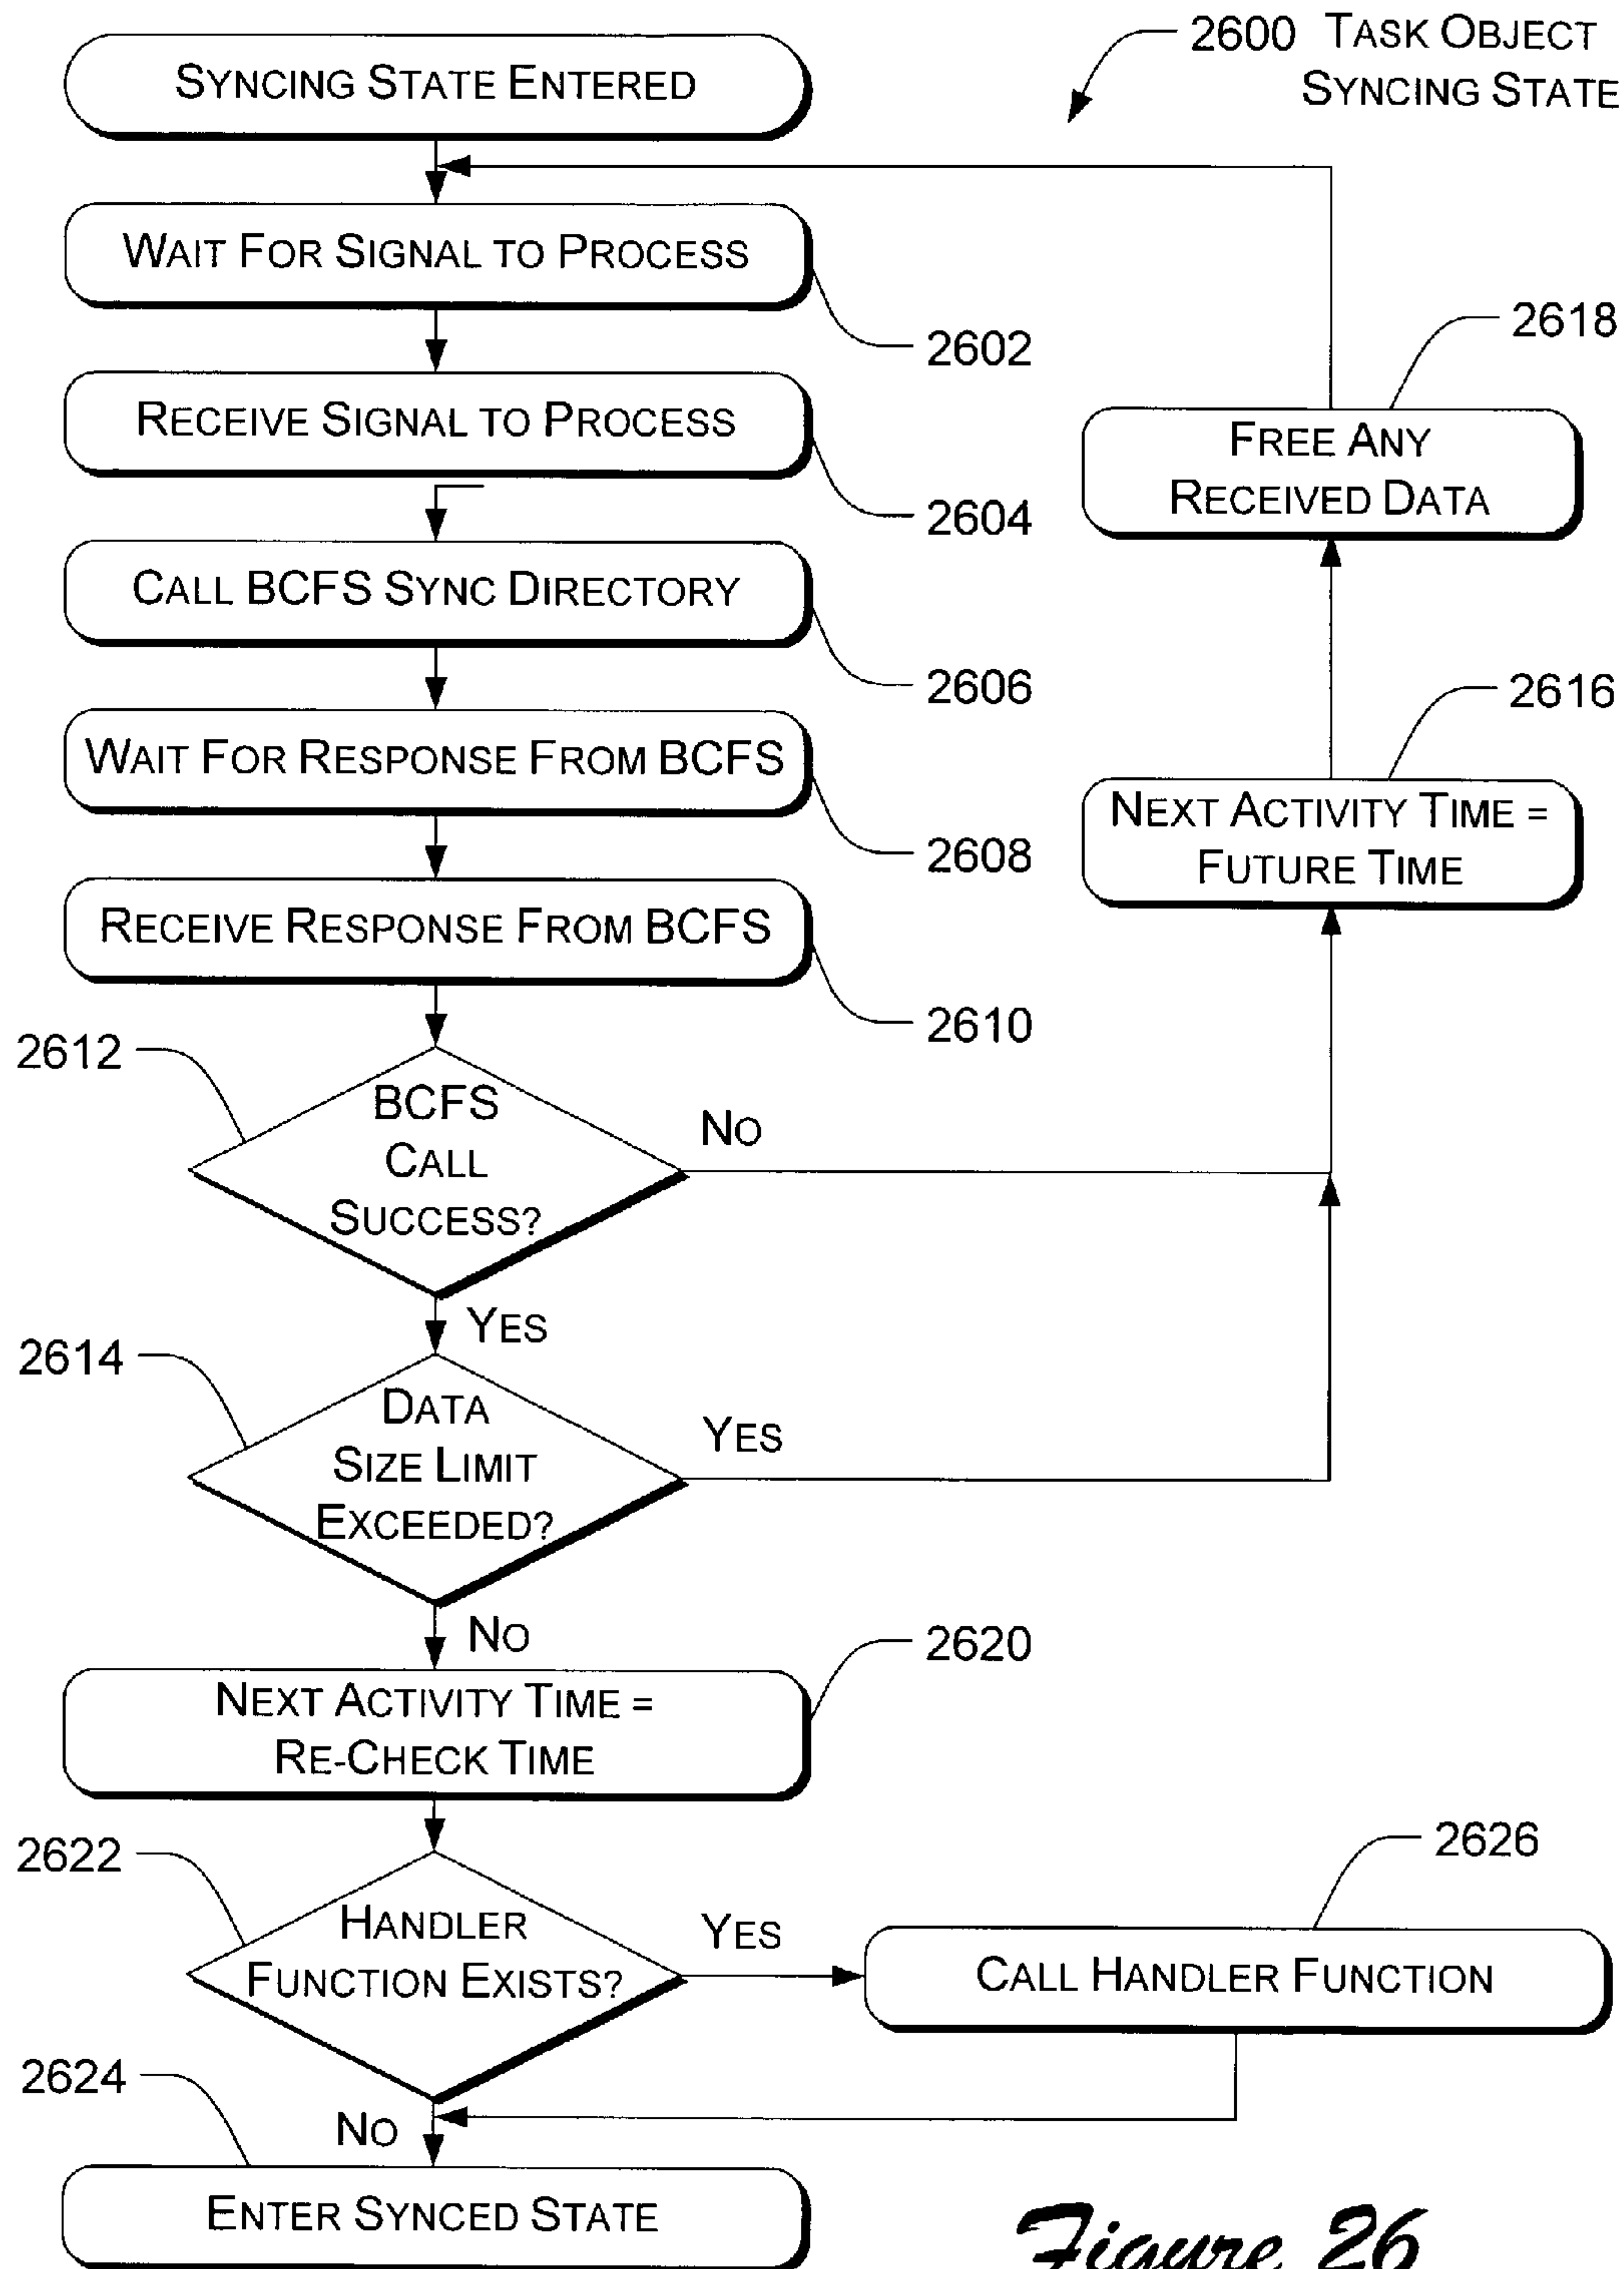 2600 TASK OBJECT
SYNCING STATE
SYNCING STATE ENTERED
WAIT FOR SIGNAL TO PROCESS
2602
RECEIVE SIGNAL TO PROCESS
2604
CALL BCFS SYNC DIRECTORY
2606
WAIT FOR RESPONSE FROM BCFS
2608
RECEIVE RESPONSE FROM BCFS
2610
2612
BCFS
CALL
SUCCESS?
NO
YES
2614
DATA
SIZE LIMIT
EXCEEDED?
YES
NO
2616
NEXT ACTIVITY TIME =
FUTURE TIME
2618
FREE ANY
RECEIVED DATA
2620
NEXT ACTIVITY TIME =
RE-CHECK TIME
2622
HANDLER
FUNCTION EXISTS?
YES
2626
CALL HANDLER FUNCTION
NO
2624
ENTER SYNCED STATE
Figure 26